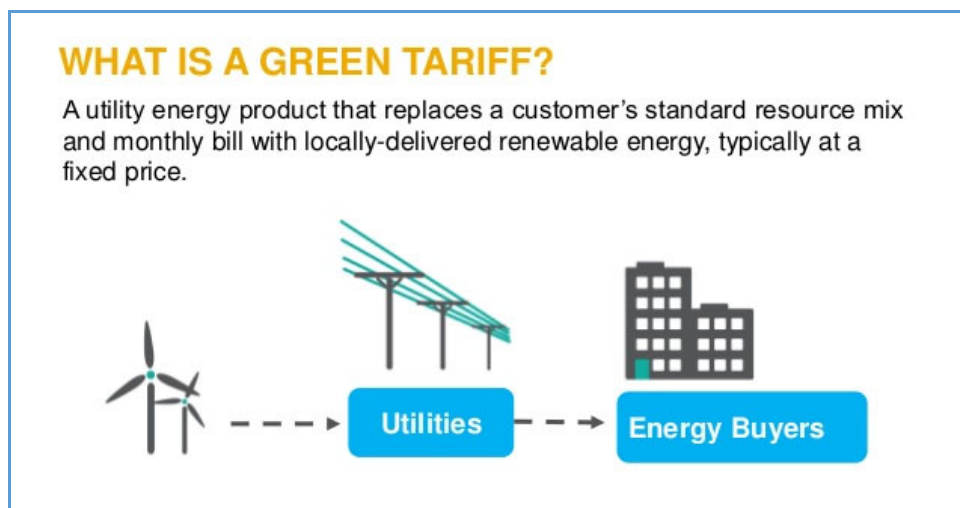 WHAT IS A GREEN TARIFF?
A utility energy product that replaces a customer’s standard resource mix
and monthly bill with locally-delivered renewable energy, typically at a
fixed price.
Utilities
Energy Buyers